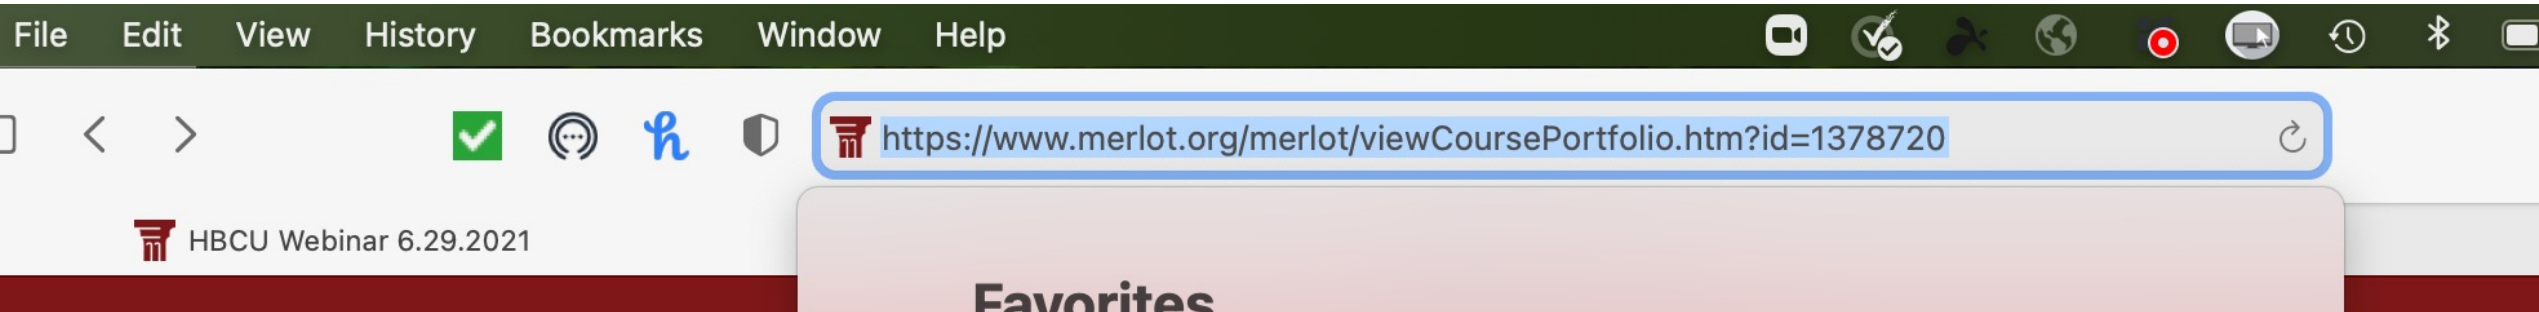 File Edit View History Bookmarks Window Help
https://www.merlot.org/merlot/viewCoursePortfolio.htm?id=1378720
HBCU Webinar 6.29.2021
Favorites